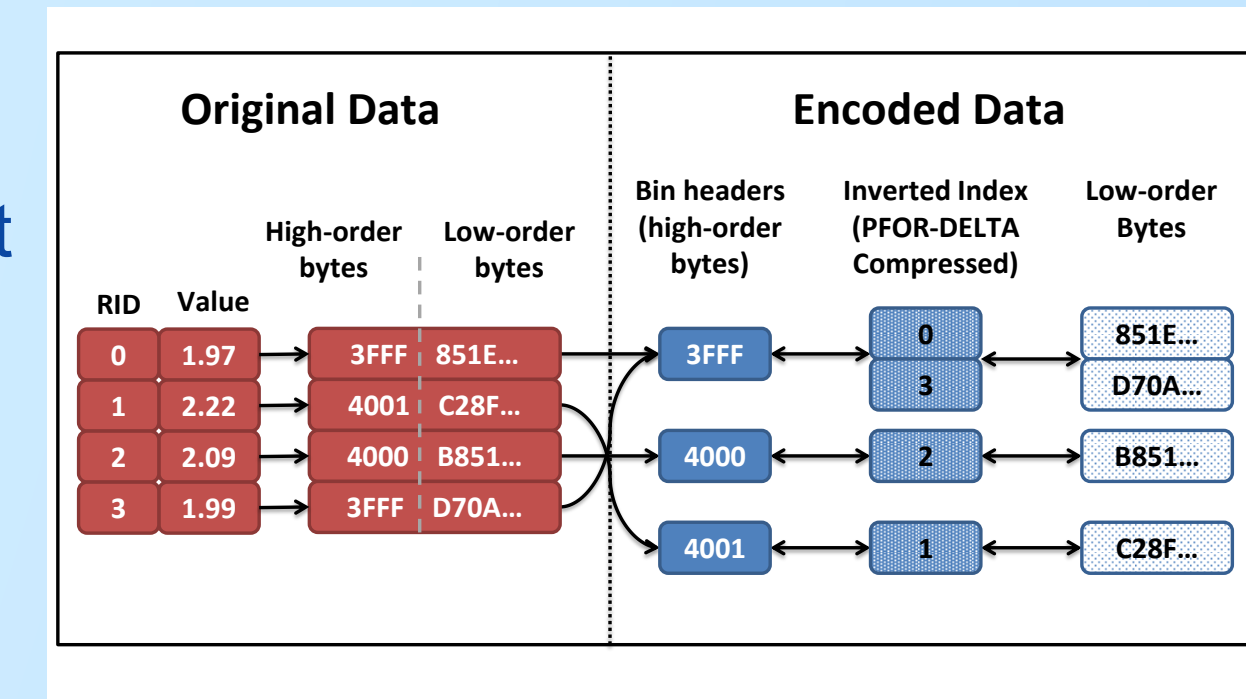 t
Original Data
High-order
bytes
Low-order
bytes
RID
Value
0 1.97 3FFF 851E...
1 2.22 4001 C28F...
2 2.09 4000 B851...
3 1.99 3FFF D70A...
Encoded Data
Bin headers
(high-order
bytes)
Inverted Index
(PFOR-DELTA
Compressed)
Low-order
Bytes
3FFF
0
3
851E...
D70A...
4000
2
B851...
4001
1
C28F...